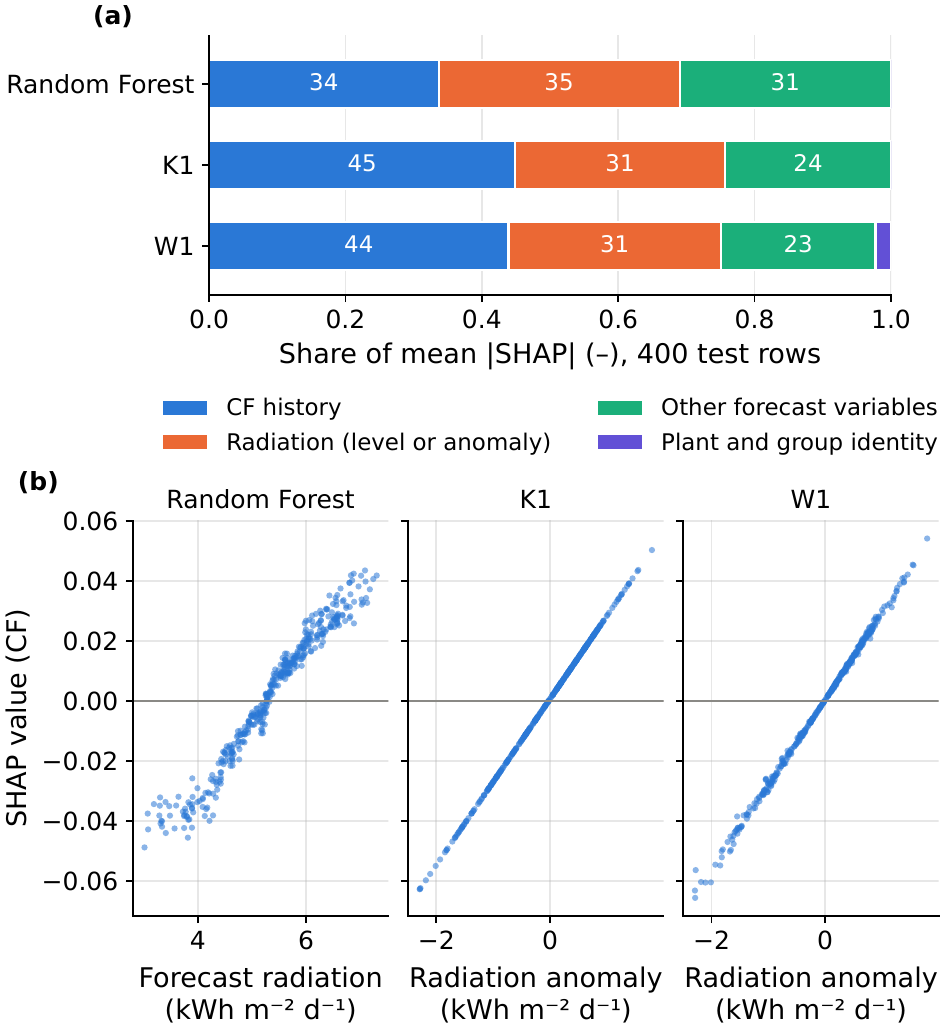 (a)
Random Forest
34
35
31
K1
45
31
24
W1
44
31
23
0.0
0.2
0.4
0.6
0.8
1.0
Share of mean |SHAP| (–), 400 test rows
CF history
Other forecast variables
Radiation (level or anomaly)
Plant and group identity
(b)
Random Forest
K1
W1
SHAP value (CF)
0.06
0.04
0.02
0.00
−0.02
−0.04
−0.06
4
6
−2
0
−2
0
Forecast radiation
(kWh m⁻² d⁻¹)
Radiation anomaly
(kWh m⁻² d⁻¹)
Radiation anomaly
(kWh m⁻² d⁻¹)